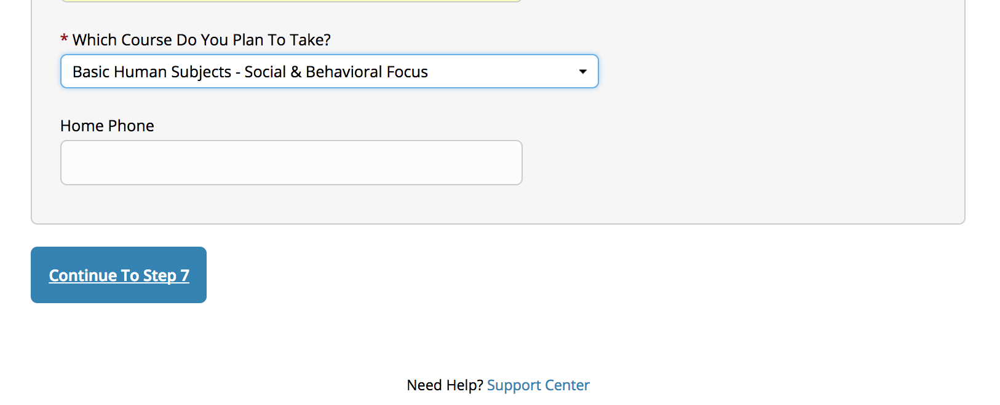 * Which Course Do You Plan To Take?
Basic Human Subjects - Social & Behavioral Focus
Home Phone
Continue To Step 7
Need Help? Support Center